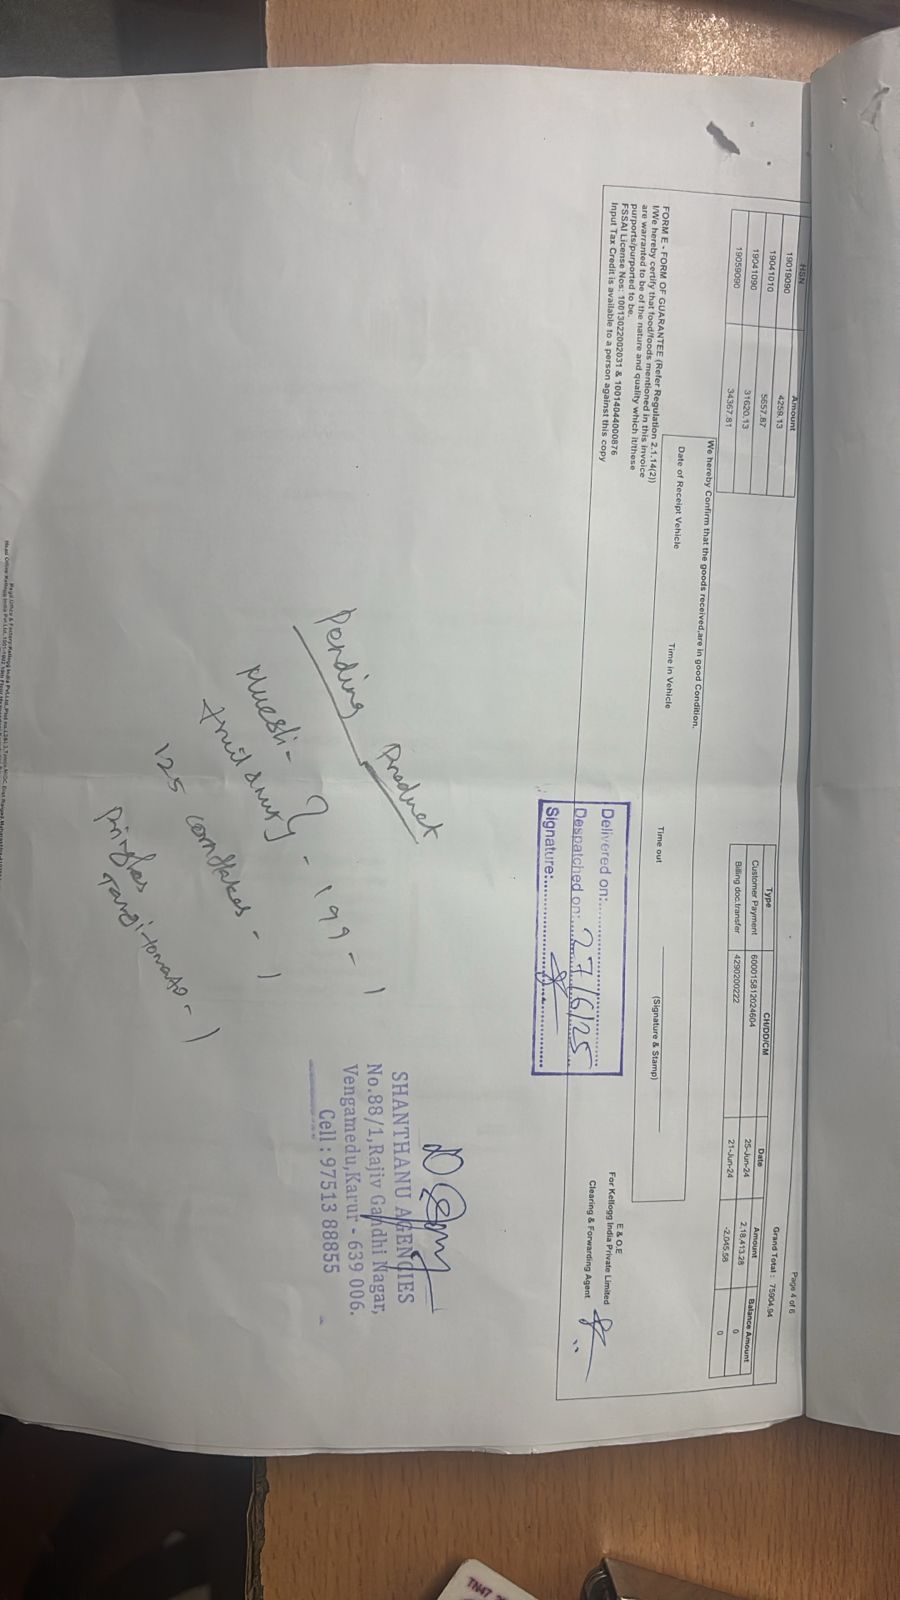 Page 4 of 6
Grand Total : 75904.94
HSN Amount
19019090 4259.13
19041010 5657.87
19041090 31620.13
19059090 34367.81
Type CH/DD/CM Date Amount Balance Amount
Customer Payment 600015812024604 25-Jun-24 2,18,413.28 0
Billing doc.transfer 4290200222 21-Jun-24 -2,045.58 0
We hereby Confirm that the goods received,are in good Condition.
Date of Receipt Vehicle Time in Vehicle Time out
(Signature & Stamp)
FORM E - FORM OF GUARANTEE (Refer Regulation 2.1.14(2))
I/We hereby certify that food/foods mentioned in this invoice
are warranted to be of the nature and quality which it/these
purports/purported to be.
FSSAI License Nos: 10013022002031 & 10014044000876
Input Tax Credit is available to a person against this copy
E & O.E
For Kellogg India Private Limited
Clearing & Forwarding Agent
Delivered on:
Despatched on: 27/6/25
Signature:
Pending Product
Muesli -
fruit & nut - 199 - 1
125 cornflakes - 1
pringles
Tangi tomato - 1
SHANTHANU AGENCIES
No.88/1,Rajiv Gandhi Nagar,
Vengamedu,Karur - 639 006.
Cell : 97513 88855
TN47